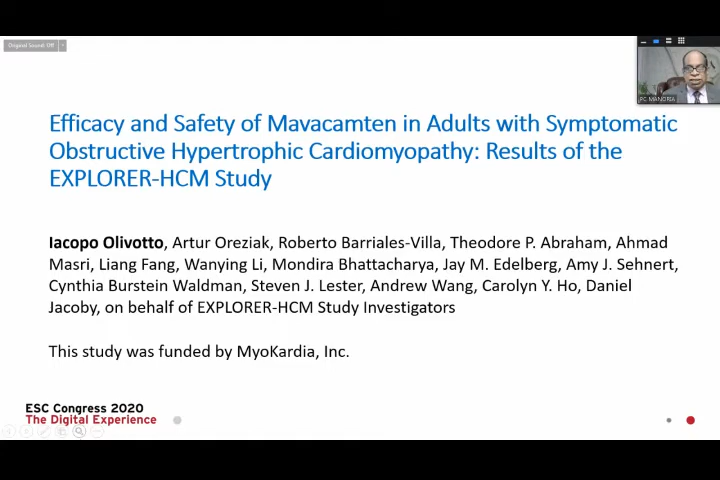 Original Sound: Off
PC MANORIA
Efficacy and Safety of Mavacamten in Adults with Symptomatic
Obstructive Hypertrophic Cardiomyopathy: Results of the
EXPLORER-HCM Study
Iacopo Olivotto, Artur Oreziak, Roberto Barriales-Villa, Theodore P. Abraham, Ahmad
Masri, Liang Fang, Wanying Li, Mondira Bhattacharya, Jay M. Edelberg, Amy J. Sehnert,
Cynthia Burstein Waldman, Steven J. Lester, Andrew Wang, Carolyn Y. Ho, Daniel
Jacoby, on behalf of EXPLORER-HCM Study Investigators
This study was funded by MyoKardia, Inc.
ESC Congress 2020
The Digital Experience